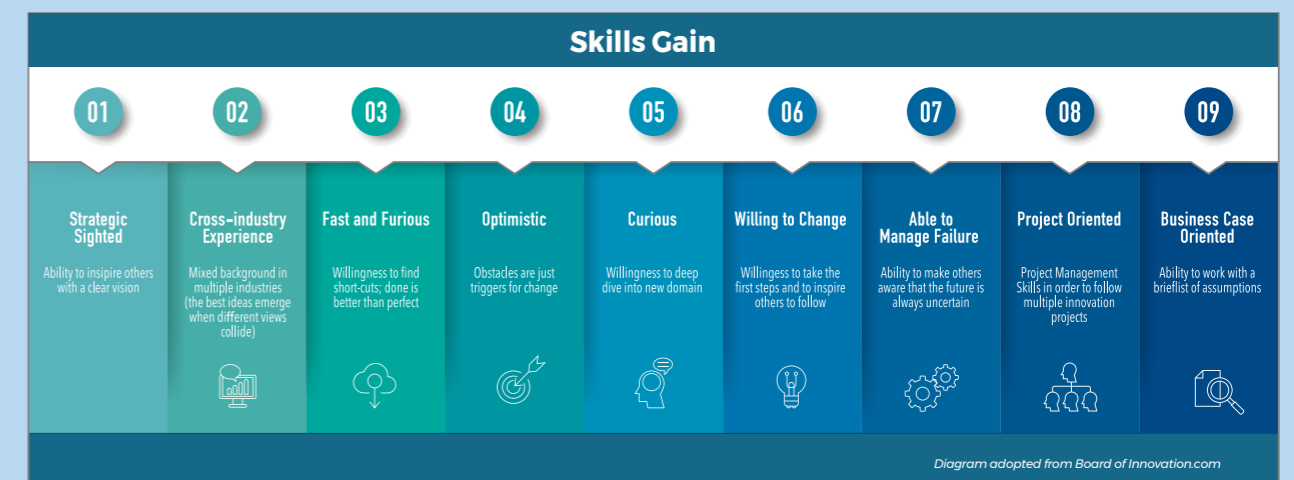 Skills Gain
01
02
03
04
05
06
07
08
09
Strategic
Sighted
Ability to insipire others
with a clear vision
Cross-industry
Experience
Mixed background in
multiple industries
(the best ideas emerge
when different views
collide)
Fast and Furious
Willingness to find
short-cuts; done is
better than perfect
Optimistic
Obstacles are just
triggers for change
Curious
Willingness to deep
dive into new domain
Willing to Change
Willingess to take the
first steps and to inspire
others to follow
Able to
Manage Failure
Ability to make others
aware that the future is
always uncertain
Project Oriented
Project Management
Skills in order to follow
multiple innovation
projects
Business Case
Oriented
Ability to work with a
brieflist of assumptions
Diagram adopted from Board of Innovation.com